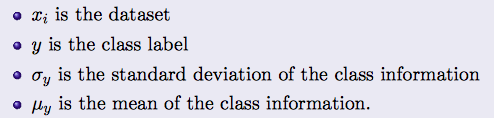 • x_i is the dataset
• y is the class label
• σ_y is the standard deviation of the class information
• μ_y is the mean of the class information.